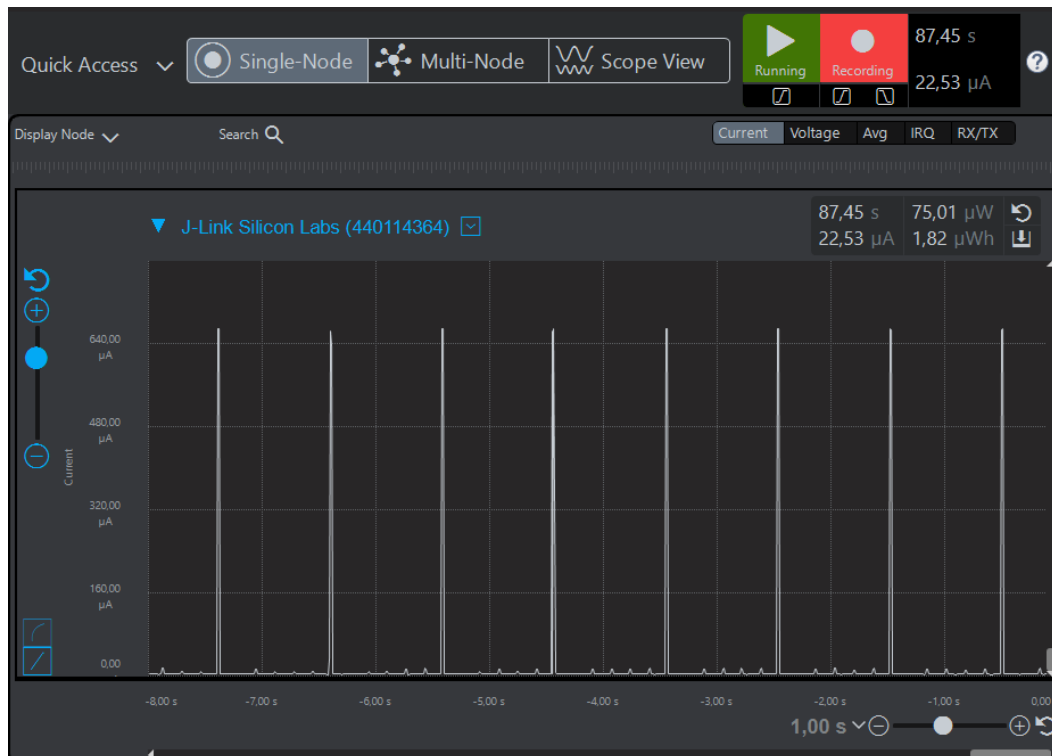 Quick Access Single-Node Multi-Node Scope View
Running Recording
87,45 s
22,53 µA
?
Display Node Search Current Voltage Avg IRQ RX/TX
J-Link Silicon Labs (440114364)
87,45 s 75,01 µW
22,53 µA 1,82 µWh
640,00
µA
480,00
µA
Current
320,00
µA
160,00
µA
0,00
-8,00 s -7,00 s -6,00 s -5,00 s -4,00 s -3,00 s -2,00 s -1,00 s 0,00
1,00 s